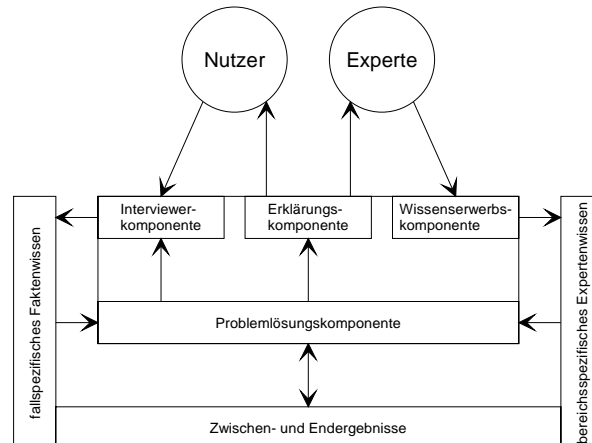 Nutzer
Experte
Interviewer-
komponente
Erklärungs-
komponente
Wissenserwerbs-
komponente
fallspezifisches Faktenwissen
bereichsspezifisches Expertenwissen
Problemlösungskomponente
Zwischen- und Endergebnisse